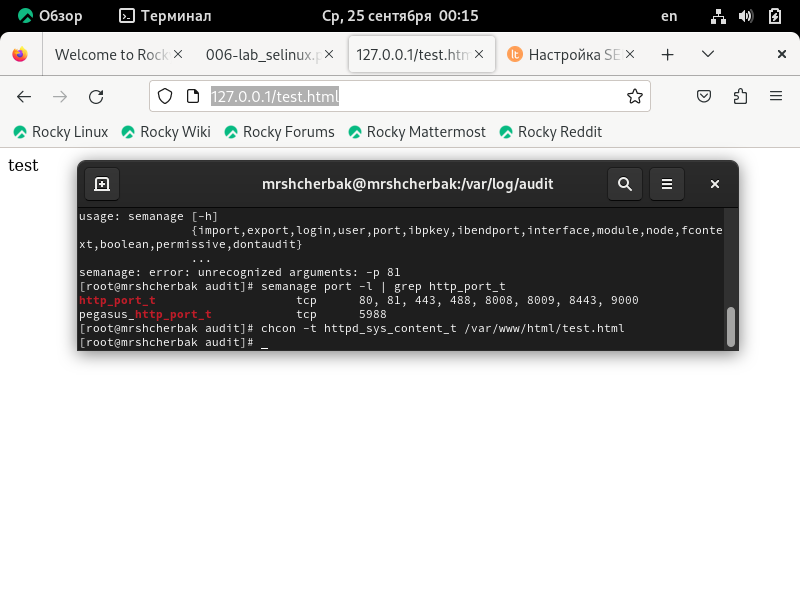 Обзор Терминал Ср, 25 сентября 00:15 en
Welcome to Rock 006-lab_selinux.p 127.0.0.1/test.htm Настройка SE
127.0.0.1/test.html
Rocky Linux Rocky Wiki Rocky Forums Rocky Mattermost Rocky Reddit
test
mrshcherbak@mrshcherbak:/var/log/audit
usage: semanage [-h]
{import,export,login,user,port,ibpkey,ibendport,interface,module,node,fconte
xt,boolean,permissive,dontaudit}
...
semanage: error: unrecognized arguments: -p 81
[root@mrshcherbak audit]# semanage port -l | grep http_port_t
http_port_t tcp 80, 81, 443, 488, 8008, 8009, 8443, 9000
pegasus_http_port_t tcp 5988
[root@mrshcherbak audit]# chcon -t httpd_sys_content_t /var/www/html/test.html
[root@mrshcherbak audit]# _